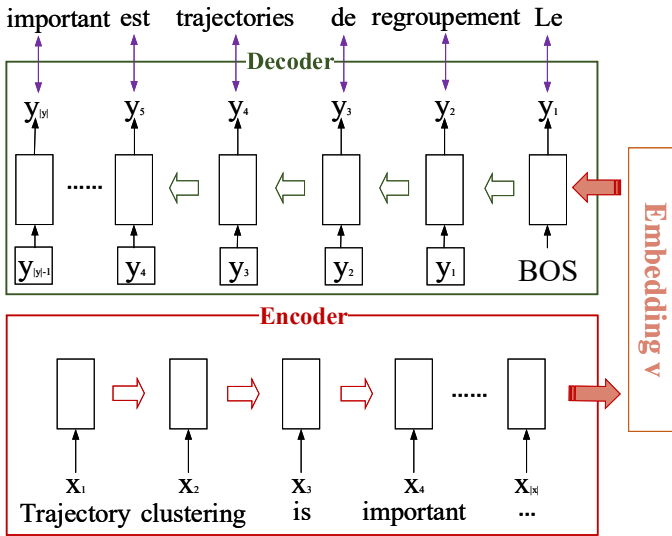 important est trajectories de regroupement Le
Decoder
y|y| y5 y4 y3 y2 y1
......
y|y|-1 y4 y3 y2 y1 BOS
Embedding v
Encoder
......
x1 x2 x3 x4 x|x|
Trajectory clustering is important ...